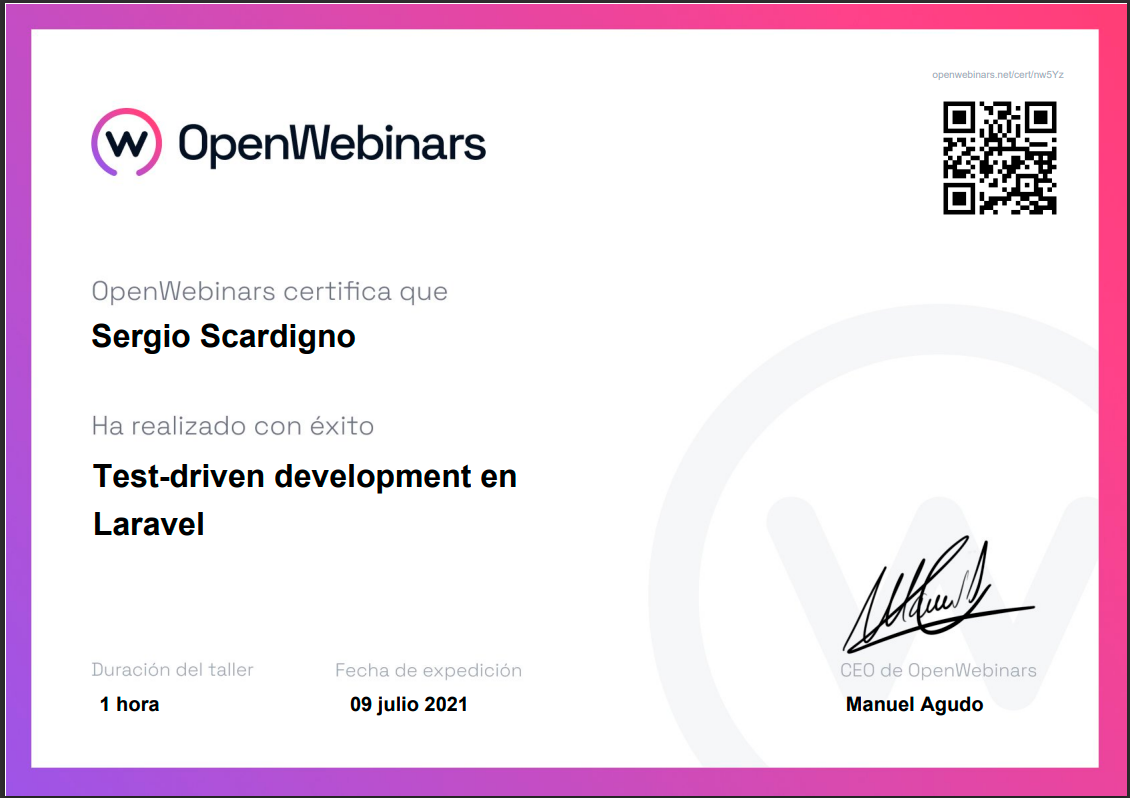 openwebinars.net/cert/nw5Yz
OpenWebinars
OpenWebinars certifica que
Sergio Scardigno
Ha realizado con éxito
Test-driven development en
Laravel
Duración del taller
1 hora
Fecha de expedición
09 julio 2021
CEO de OpenWebinars
Manuel Agudo